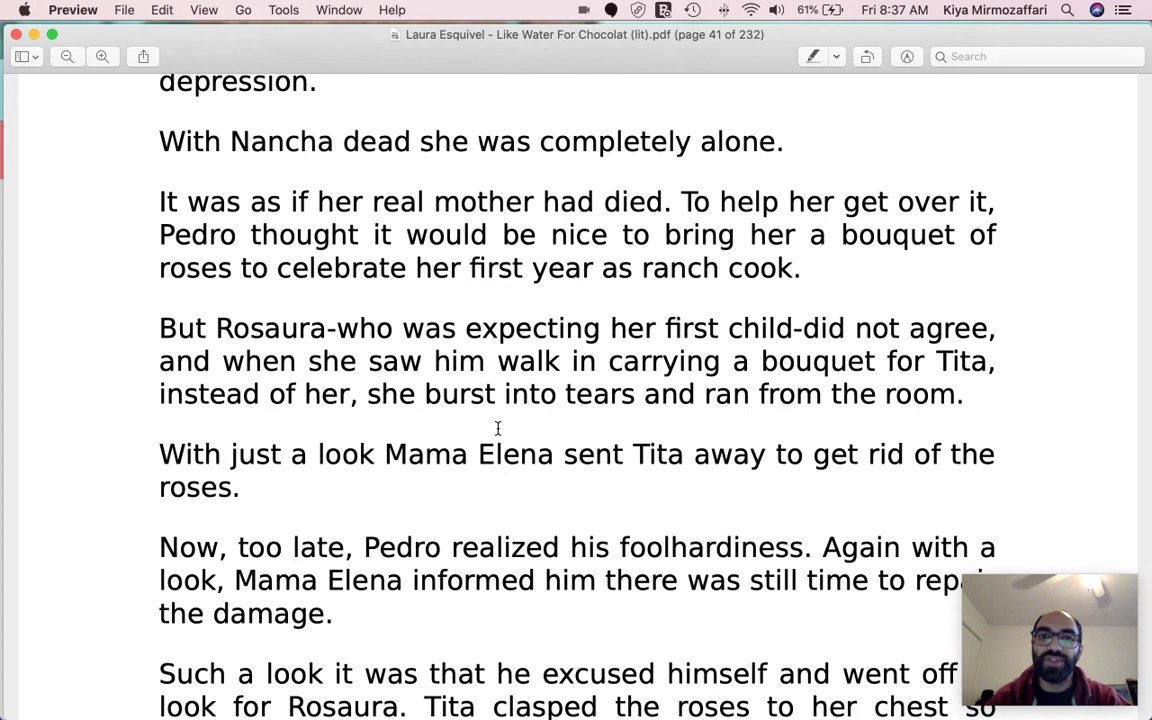 Preview File Edit View Go Tools Window Help 61% Fri 8:37 AM Kiya Mirmozaffari
Laura Esquivel - Like Water For Chocolat (lit).pdf (page 41 of 232)
Search
depression.
With Nancha dead she was completely alone.
It was as if her real mother had died. To help her get over it,
Pedro thought it would be nice to bring her a bouquet of
roses to celebrate her first year as ranch cook.
But Rosaura-who was expecting her first child-did not agree,
and when she saw him walk in carrying a bouquet for Tita,
instead of her, she burst into tears and ran from the room.
With just a look Mama Elena sent Tita away to get rid of the
roses.
Now, too late, Pedro realized his foolhardiness. Again with a
look, Mama Elena informed him there was still time to
the damage.
Such a look it was that he excused himself and went off
look for Rosaura. Tita clasped the roses to her chest so